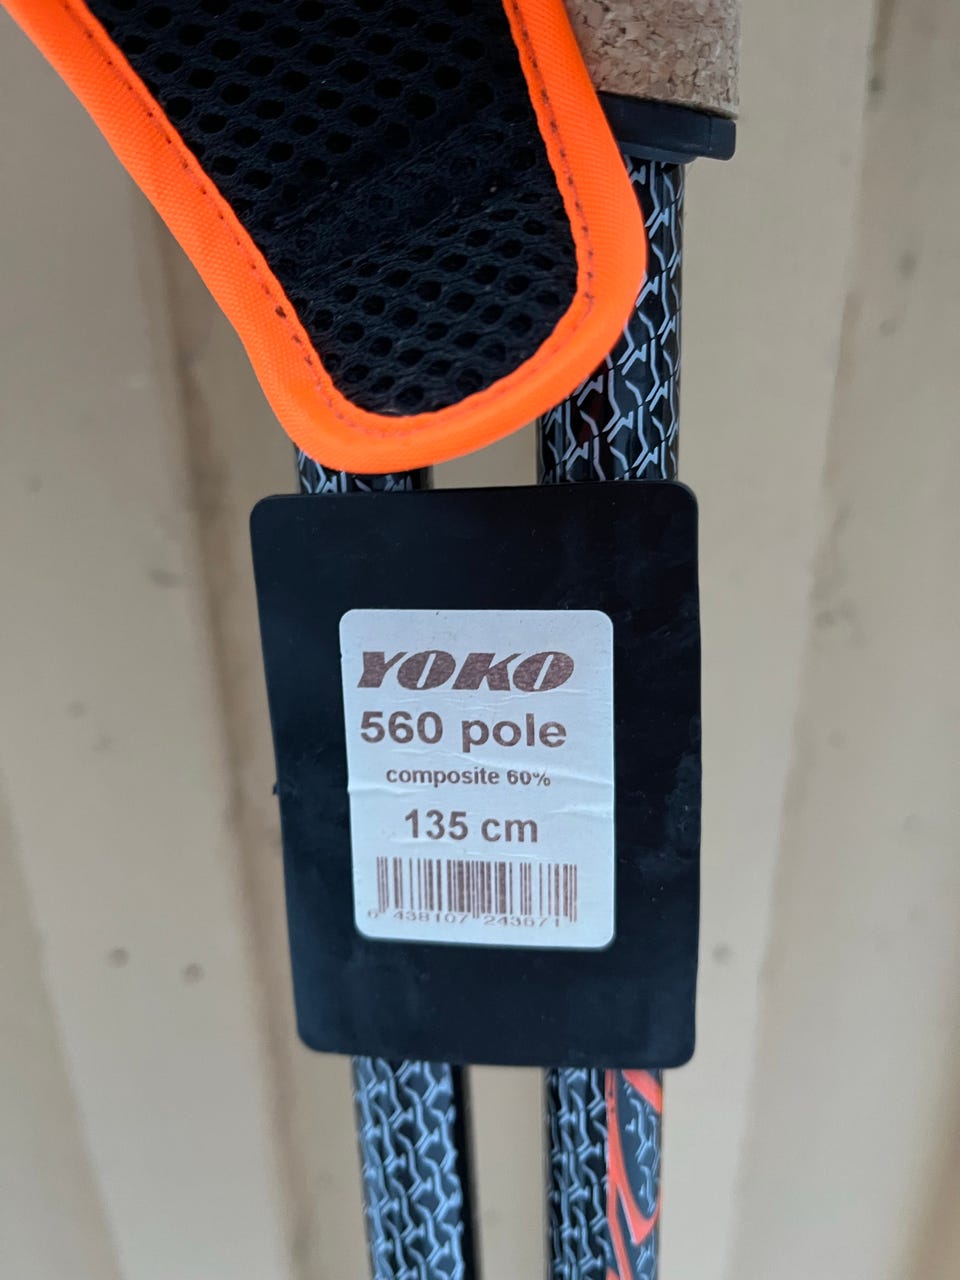 YOKO
560 pole
composite 60%
135 cm
6 438107 243671